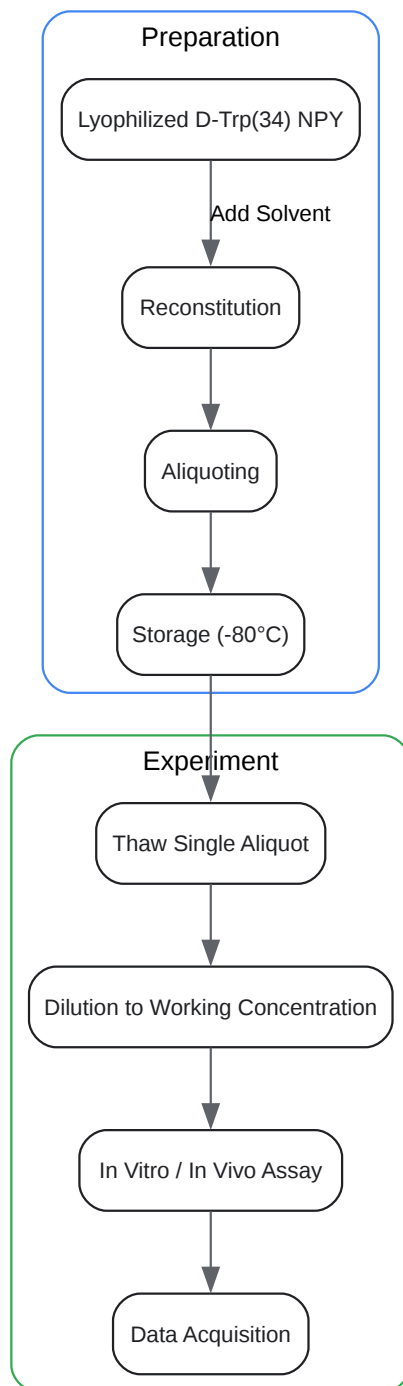 Preparation
Lyophilized D-Trp(34) NPY
Add Solvent
Reconstitution
Aliquoting
Storage (-80°C)
Experiment
Thaw Single Aliquot
Dilution to Working Concentration
In Vitro / In Vivo Assay
Data Acquisition